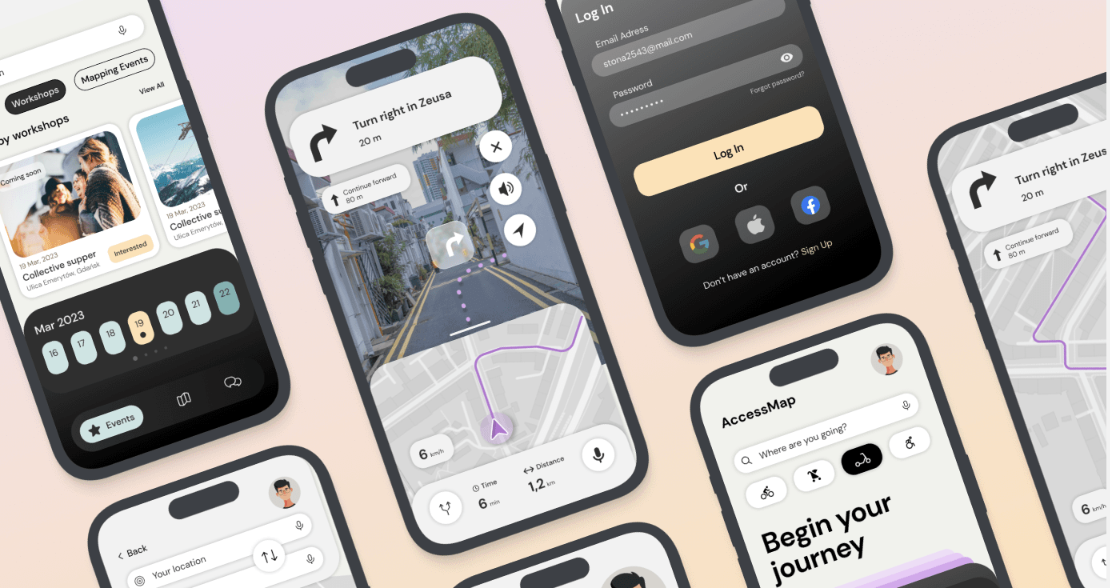 Workshops
Mapping Events
by workshops
View All
Coming soon
19 Mar, 2023
Collective supper
Ulica Emerytów, Gdańsk
Interested
19 Mar, 2023
Collective su
Ulica Emerytów
Mar 2023
16
17
18
19
20
21
22
Events
Turn right in Zeusa
20 m
Continue forward
80 m
6 km/h
Time
6 min
Distance
1,2 km
Log In
Email Adress
stona2543@mail.com
Password
Forgot password?
Log In
Or
Don't have an account? Sign Up
Turn right in Zeus
20 m
Continue forward
80 m
6 km/h
Back
Your location
AccessMap
Where are you going?
Begin your
journey